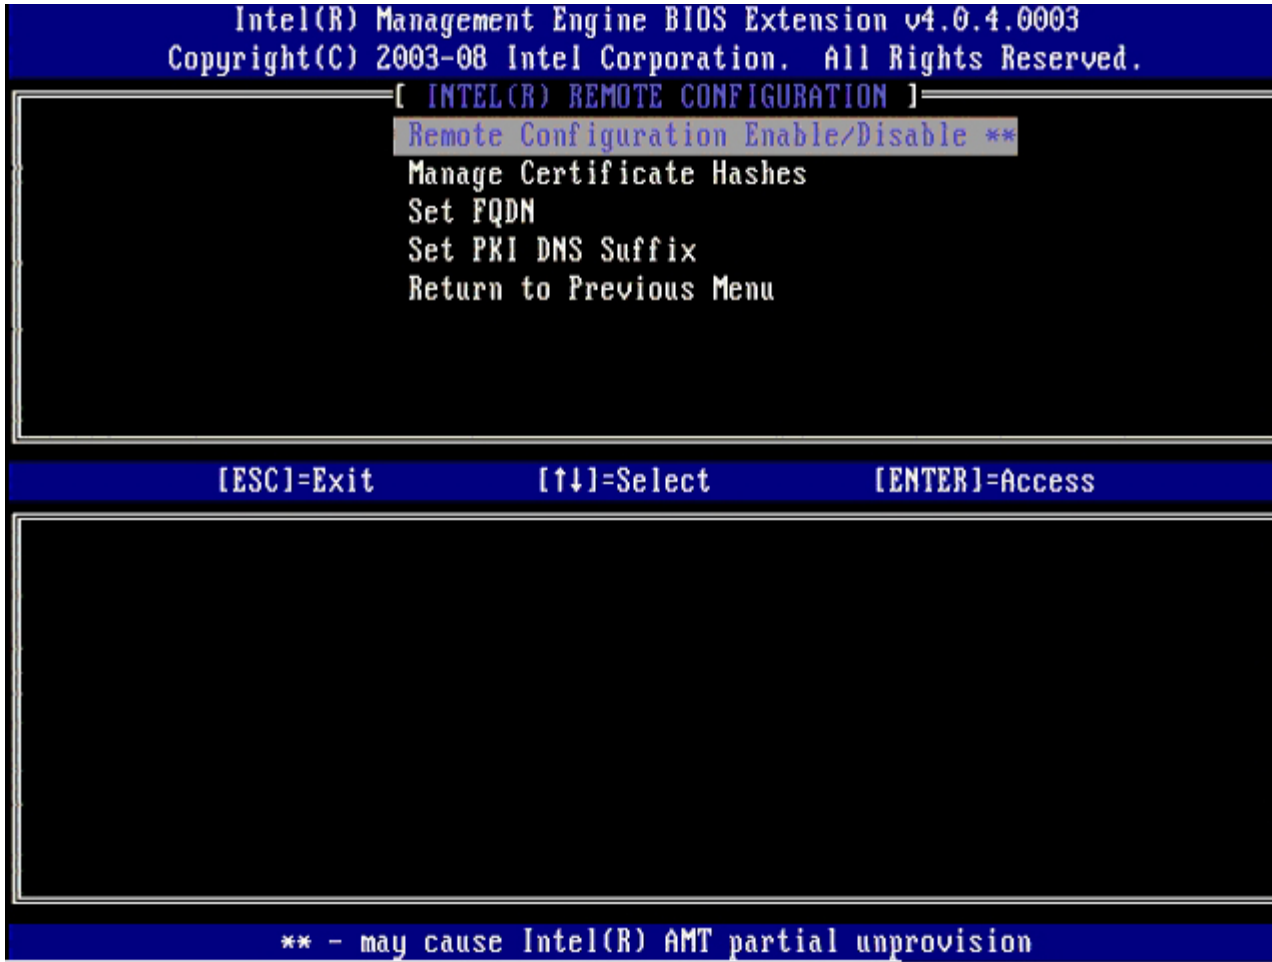 Intel(R) Management Engine BIOS Extension v4.0.4.0003
Copyright(C) 2003-08 Intel Corporation. All Rights Reserved.
[ INTEL(R) REMOTE CONFIGURATION ]
Remote Configuration Enable/Disable **
Manage Certificate Hashes
Set FQDN
Set PKI DNS Suffix
Return to Previous Menu
[ESC]=Exit [↑↓]=Select [ENTER]=Access
** - may cause Intel(R) AMT partial unprovision